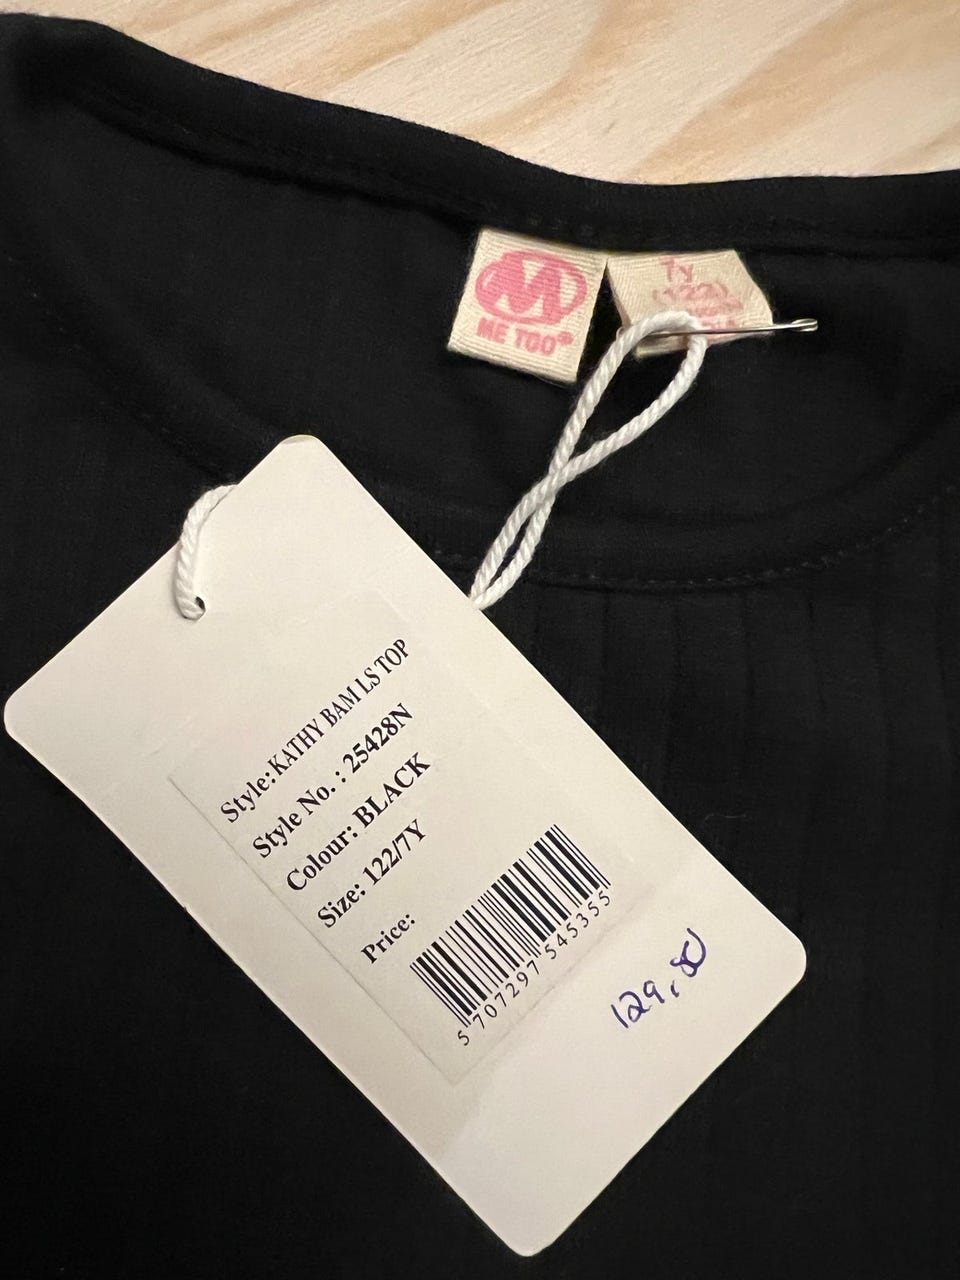 M
ME TOO®
7Y
(122)
Style: KATHY BAM LS TOP
Style No. : 25428N
Colour: BLACK
Size: 122/7Y
Price:
5 707297 545355
129,80